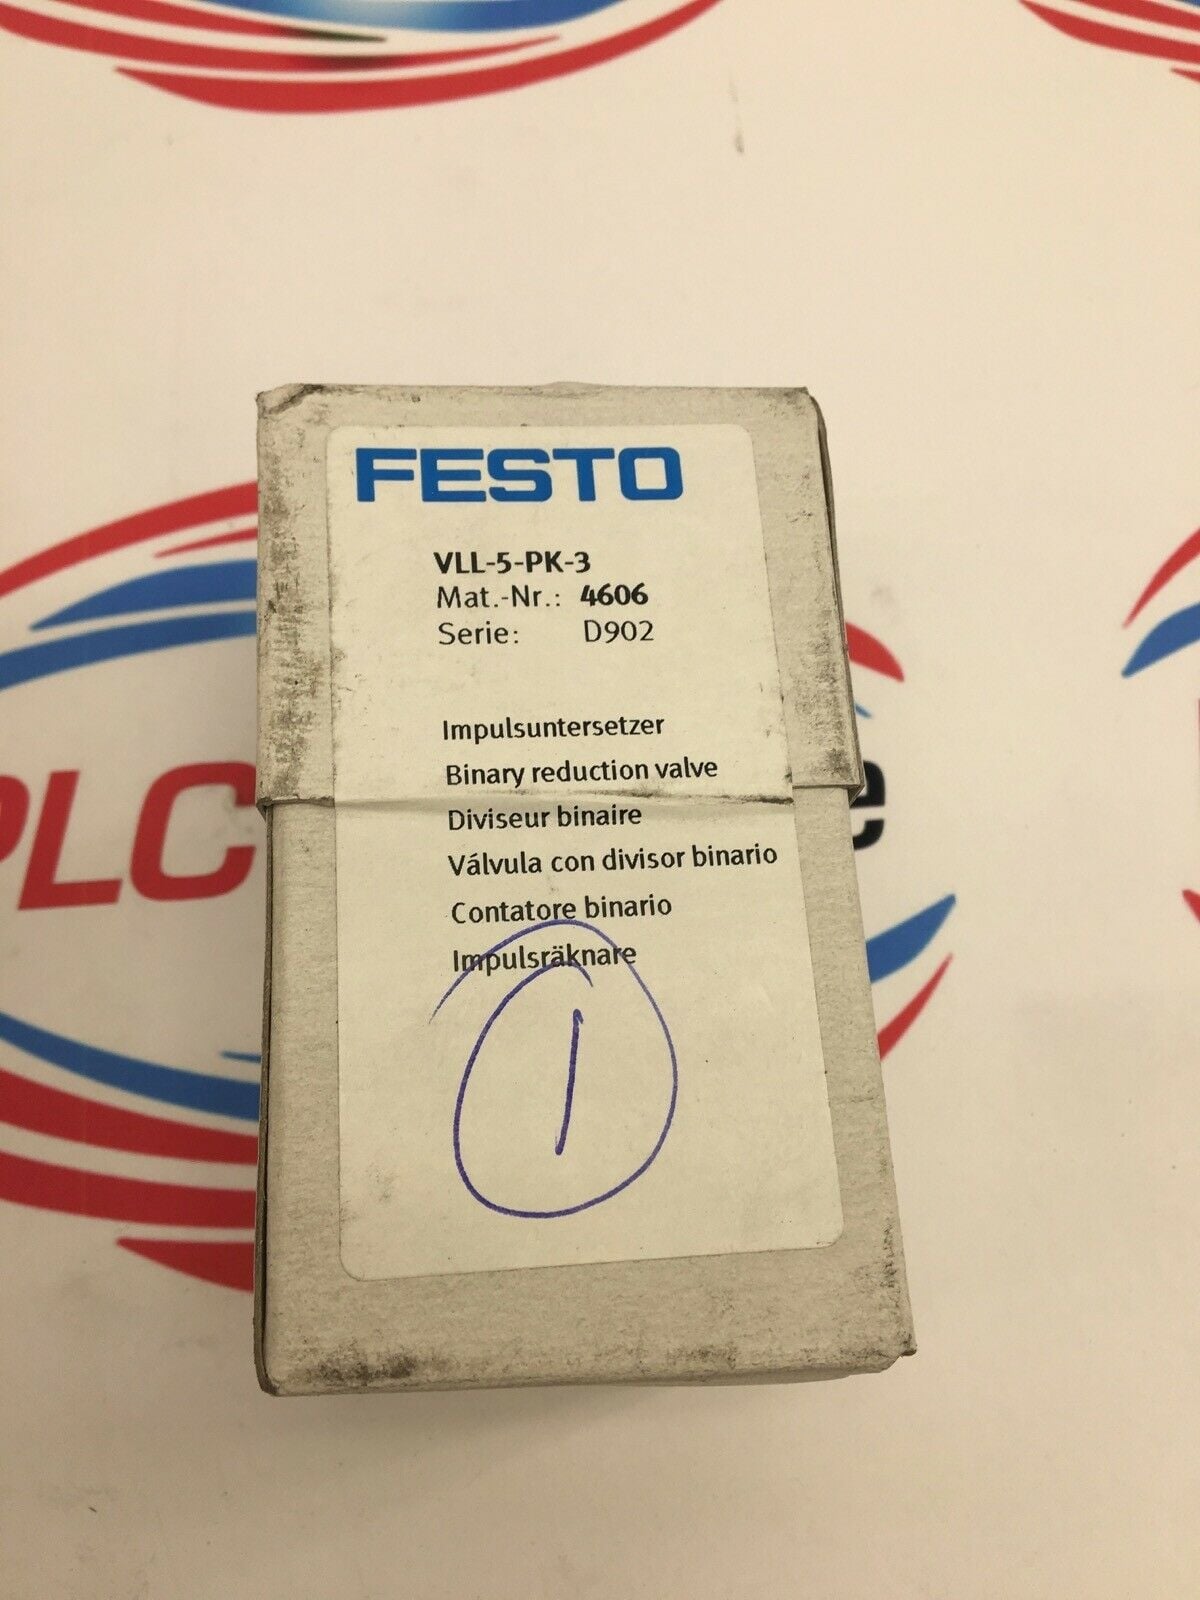 FESTO
VLL-5-PK-3
Mat.-Nr.: 4606
Serie: D902
Impulsuntersetzer
Binary reduction valve
Diviseur binaire
Válvula con divisor binario
Contatore binario
Impulsräknare
1
PLC
e